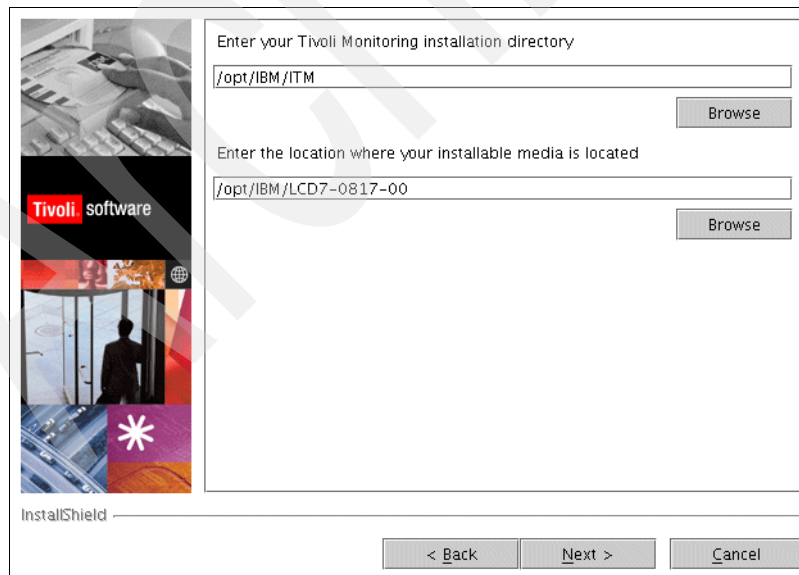 Enter your Tivoli Monitoring installation directory
/opt/IBM/ITM
Browse
Enter the location where your installable media is located
/opt/IBM/LCD7-0817-00
Browse
Tivoli. software
InstallShield
< Back
Next >
Cancel